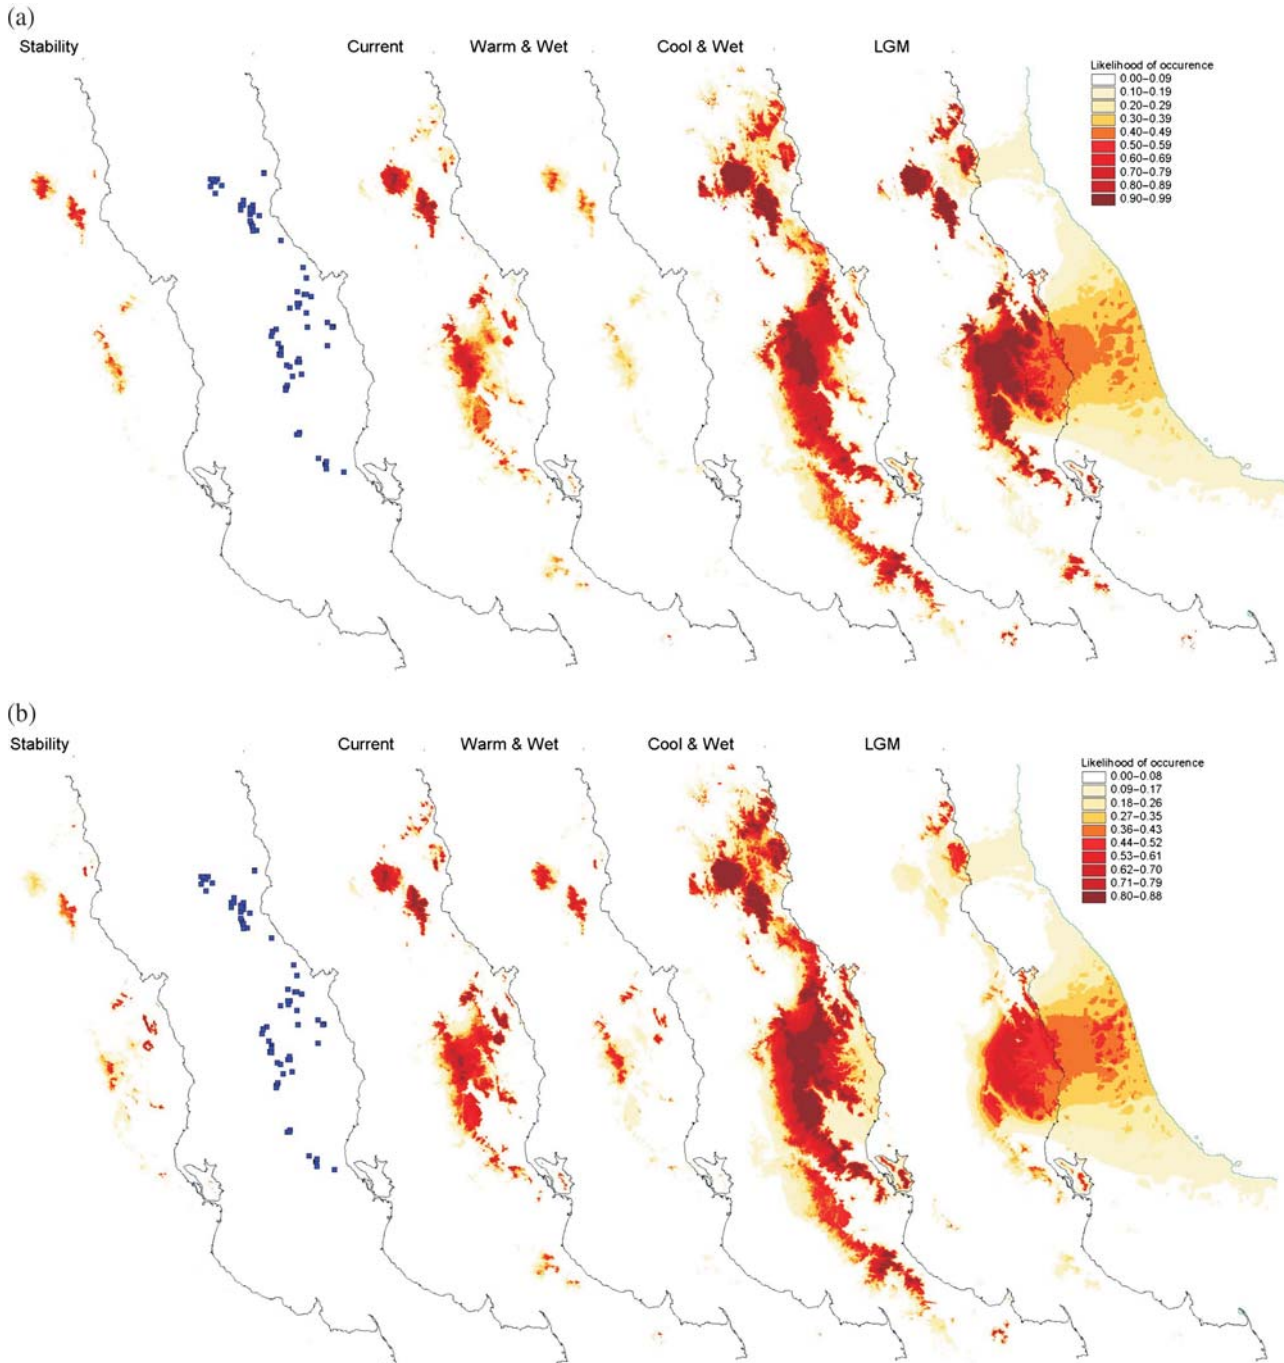 (a)
Stability
Current
Warm & Wet
Cool & Wet
LGM
Likelihood of occurence
0.00–0.09
0.10–0.19
0.20–0.29
0.30–0.39
0.40–0.49
0.50–0.59
0.60–0.69
0.70–0.79
0.80–0.89
0.90–0.99
(b)
Stability
Current
Warm & Wet
Cool & Wet
LGM
Likelihood of occurence
0.00–0.08
0.09–0.17
0.18–0.26
0.27–0.35
0.36–0.43
0.44–0.52
0.53–0.61
0.62–0.70
0.71–0.79
0.80–0.88